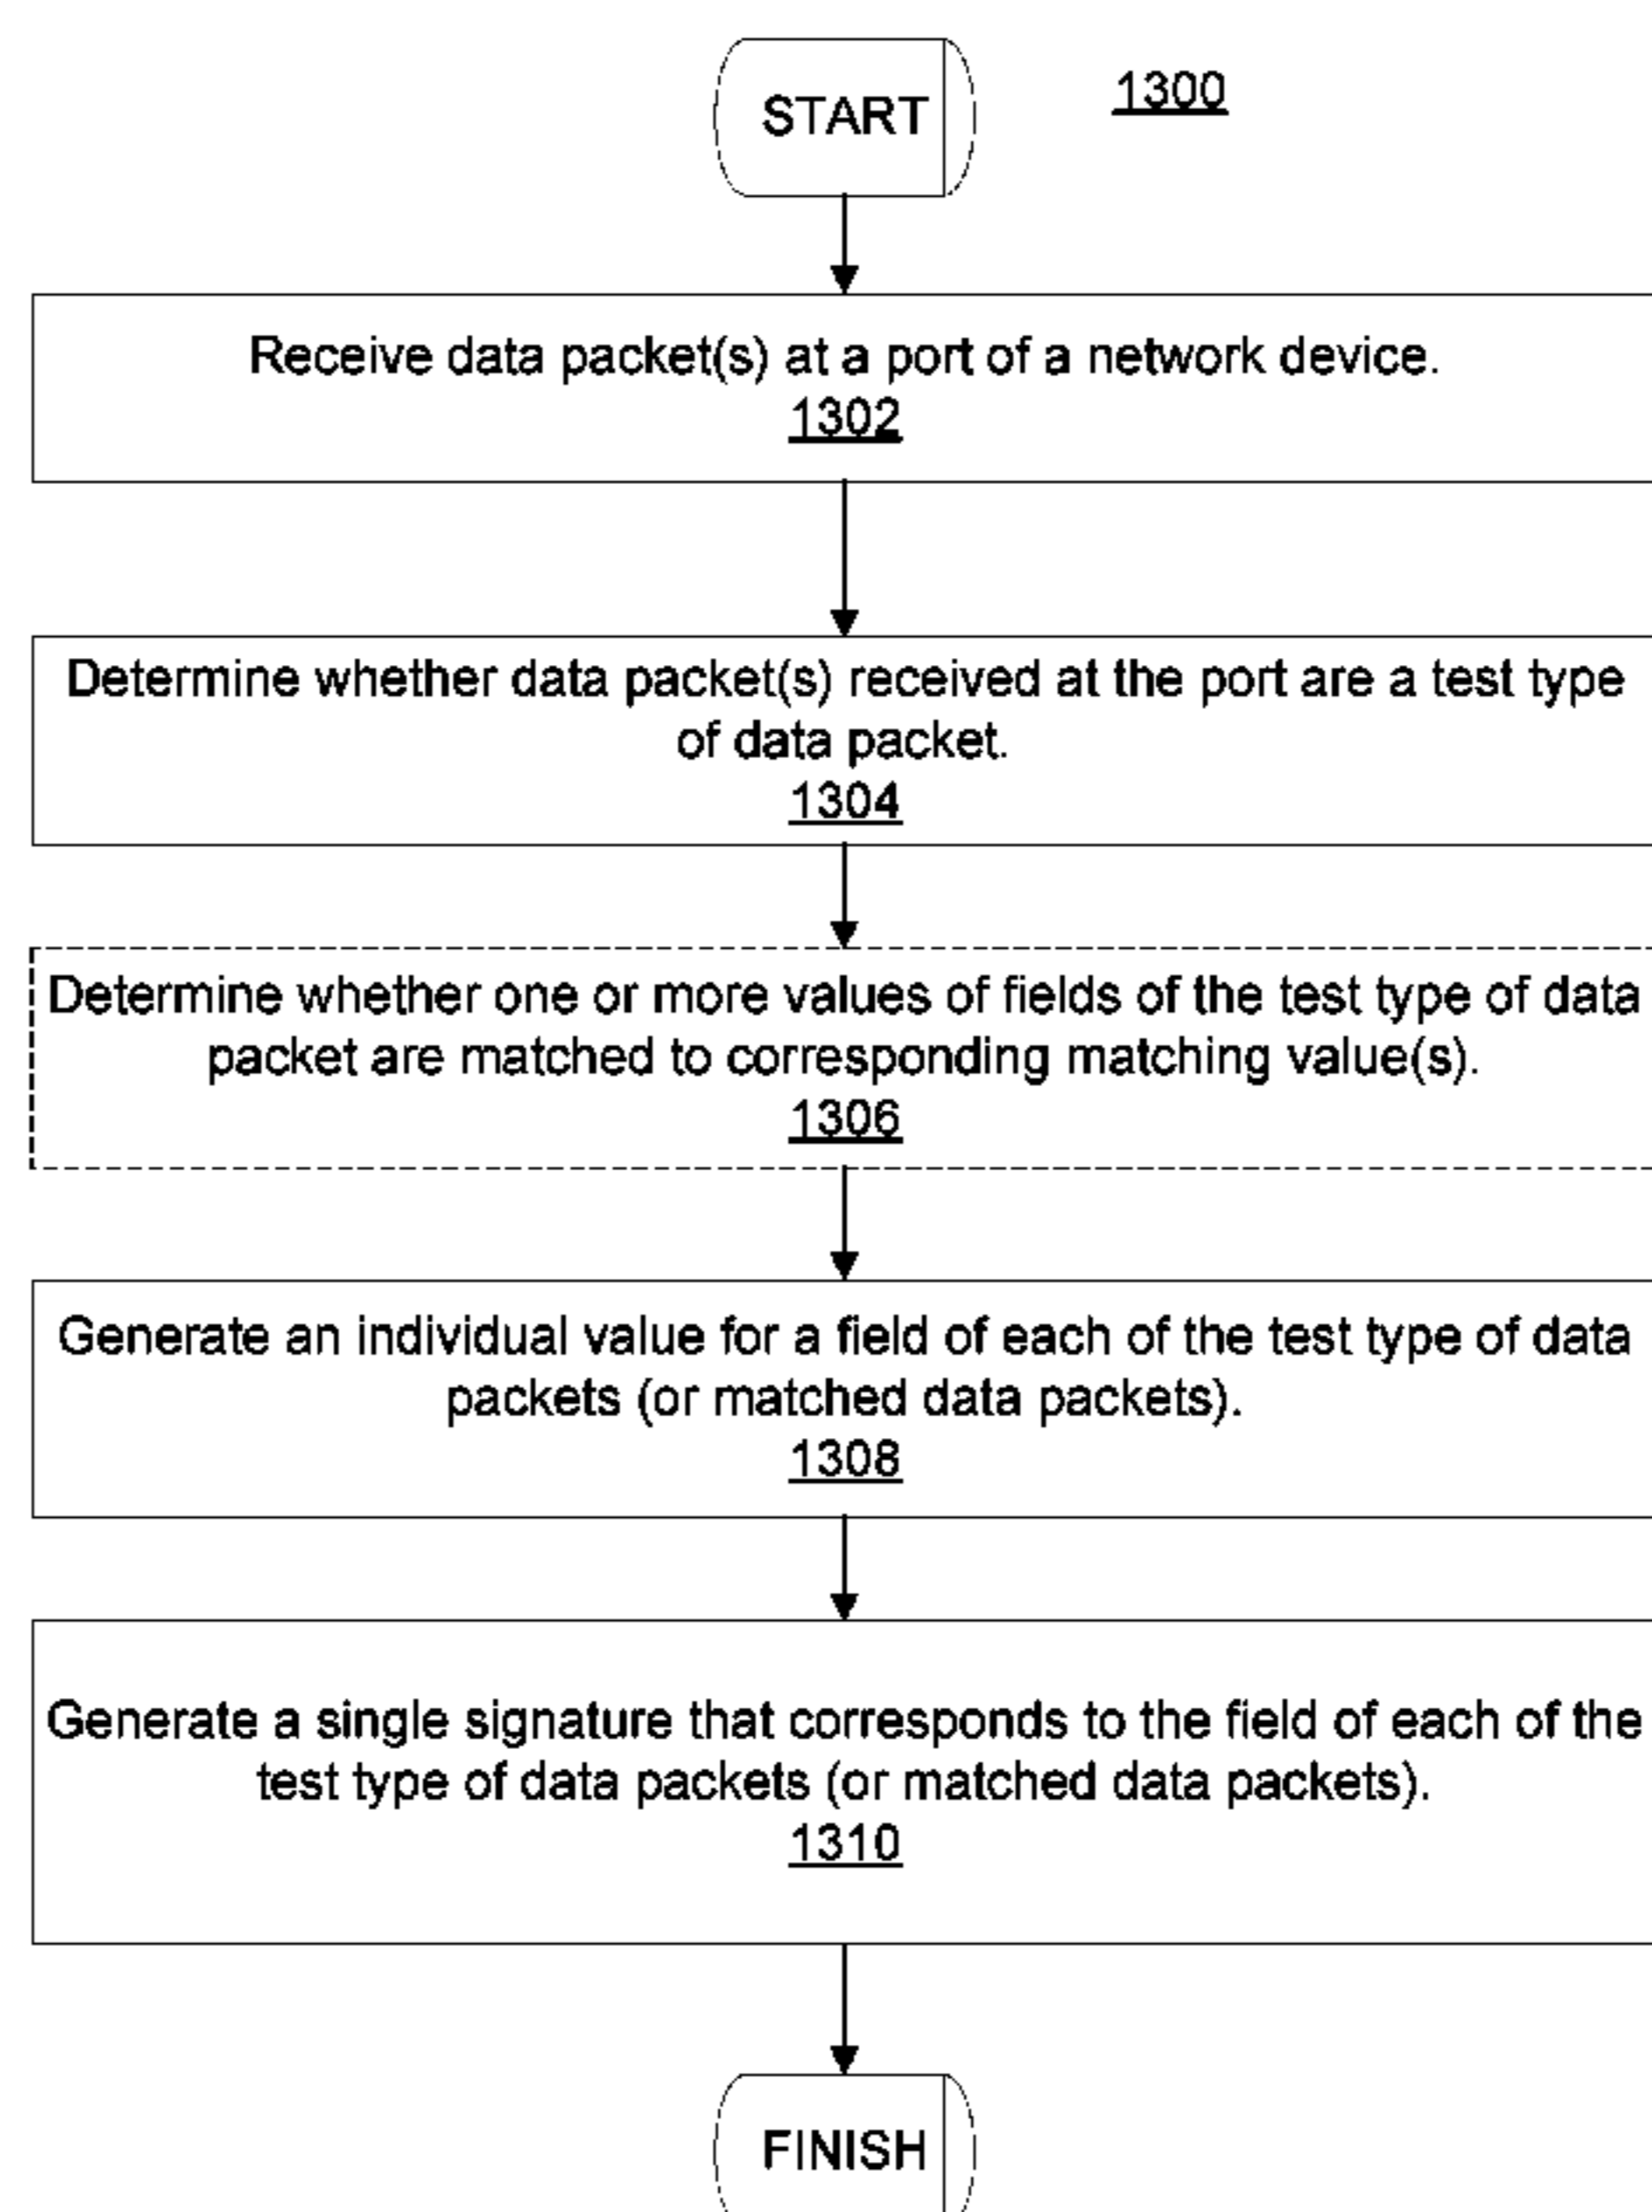 START
1300
Receive data packet(s) at a port of a network device.
1302
Determine whether data packet(s) received at the port are a test type
of data packet.
1304
Determine whether one or more values of fields of the test type of data
packet are matched to corresponding matching value(s).
1306
Generate an individual value for a field of each of the test type of data
packets (or matched data packets).
1308
Generate a single signature that corresponds to the field of each of the
test type of data packets (or matched data packets).
1310
FINISH